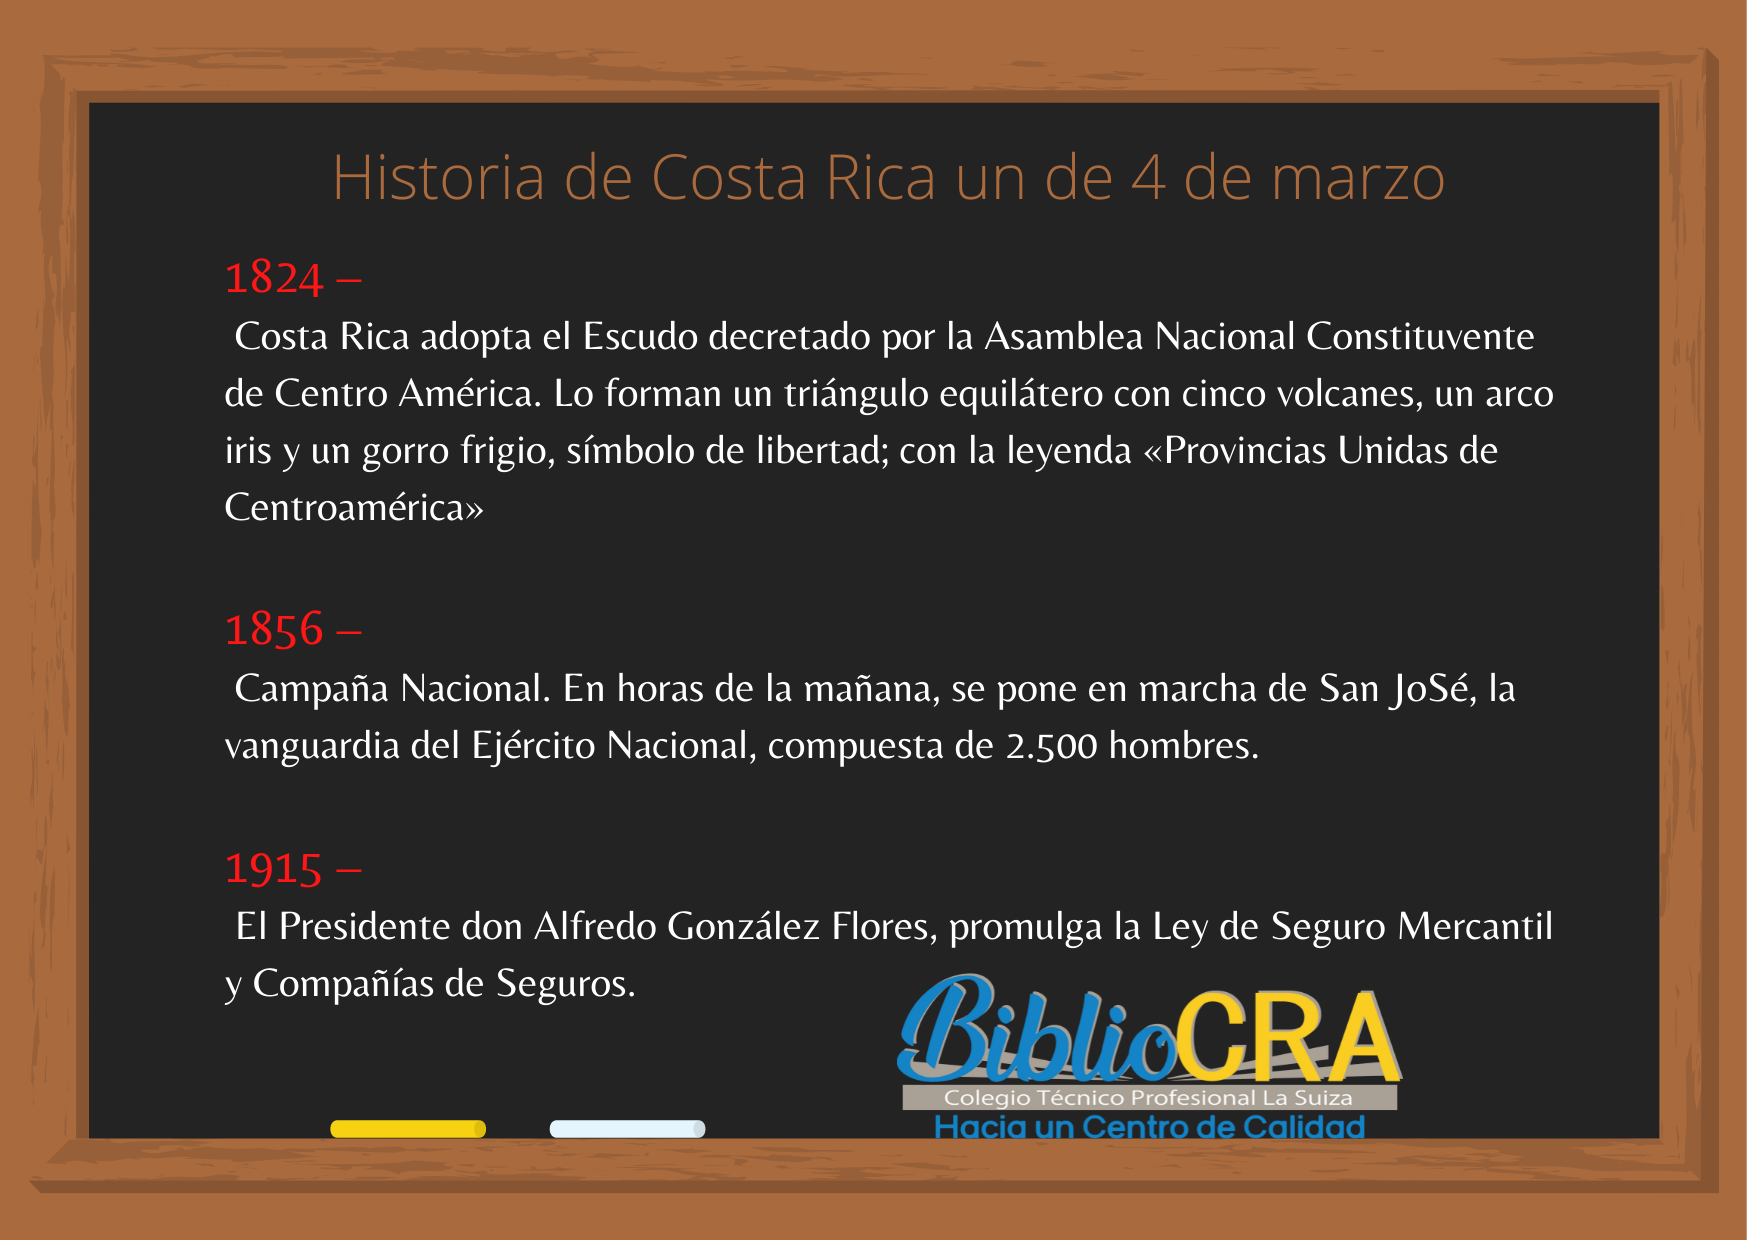 Historia de Costa Rica un de 4 de marzo
1824 –
Costa Rica adopta el Escudo decretado por la Asamblea Nacional Constituvente
de Centro América. Lo forman un triángulo equilátero con cinco volcanes, un arco
iris y un gorro frigio, símbolo de libertad; con la leyenda «Provincias Unidas de
Centroamérica»
1856 –
Campaña Nacional. En horas de la mañana, se pone en marcha de San JoSé, la
vanguardia del Ejército Nacional, compuesta de 2.500 hombres.
1915 –
El Presidente don Alfredo González Flores, promulga la Ley de Seguro Mercantil
y Compañías de Seguros.
BiblioCRA
Colegio Técnico Profesional La Suiza
Hacia un Centro de Calidad